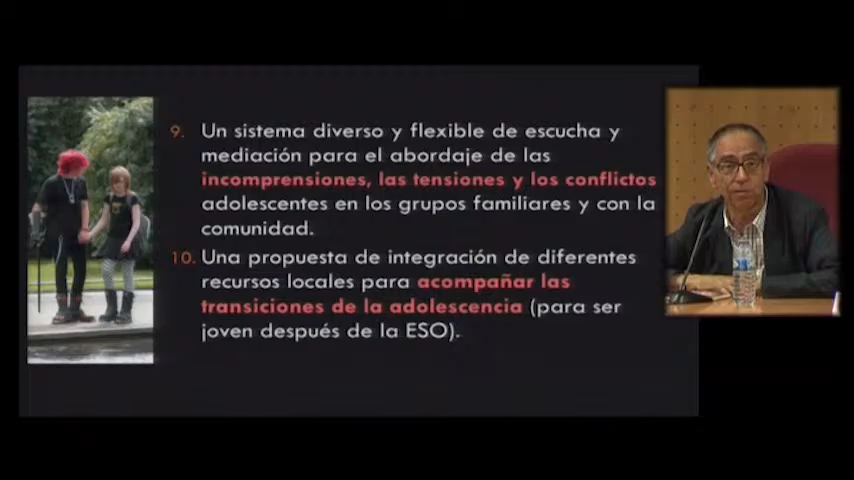 9. Un sistema diverso y flexible de escucha y
mediación para el abordaje de las
incomprensiones, las tensiones y los conflictos
adolescentes en los grupos familiares y con la
comunidad.
10. Una propuesta de integración de diferentes
recursos locales para acompañar las
transiciones de la adolescencia (para ser
joven después de la ESO).